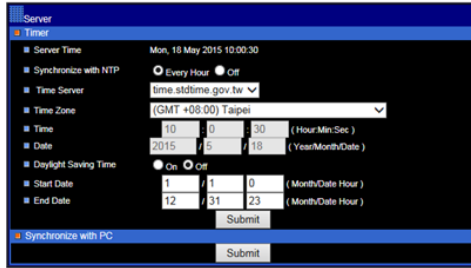 Server
Timer
Server Time Mon, 18 May 2015 10:00:30
Synchronize with NTP Every Hour Off
Time Server time.stdtime.gov.tw
Time Zone (GMT +08:00) Taipei
Time 10 : 0 : 30 ( Hour:Min:Sec )
Date 2015 / 5 / 18 ( Year/Month/Date )
Daylight Saving Time On Off
Start Date 1 / 1 0 ( Month/Date Hour )
End Date 12 / 31 23 ( Month/Date Hour )
Submit
Synchronize with PC
Submit